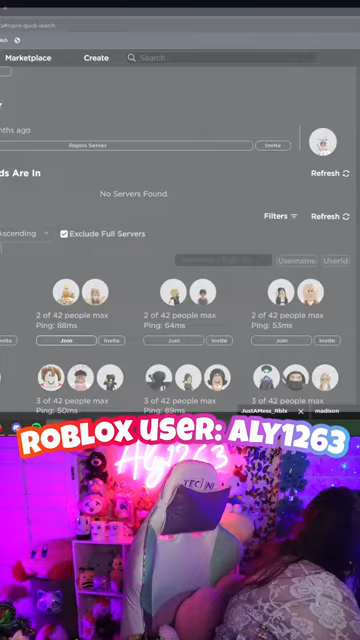 Marketplace
Create
Search...
nths ago
Rejoin Server
Invite
ds Are In
Refresh
No Servers Found.
Filters
Refresh
Ascending
Exclude Full Servers
Username
UserId
2 of 42 people max
Ping: 88ms
Join
Invite
2 of 42 people max
Ping: 64ms
Join
Invite
2 of 42 people max
Ping: 53ms
Join
Invite
3 of 42 people max
Ping: 50ms
3 of 42 people max
Ping: 89ms
3 of 42 people max
JustAMess_Rblx
madison
ROBLOX USER: ALY1263
Aly1263